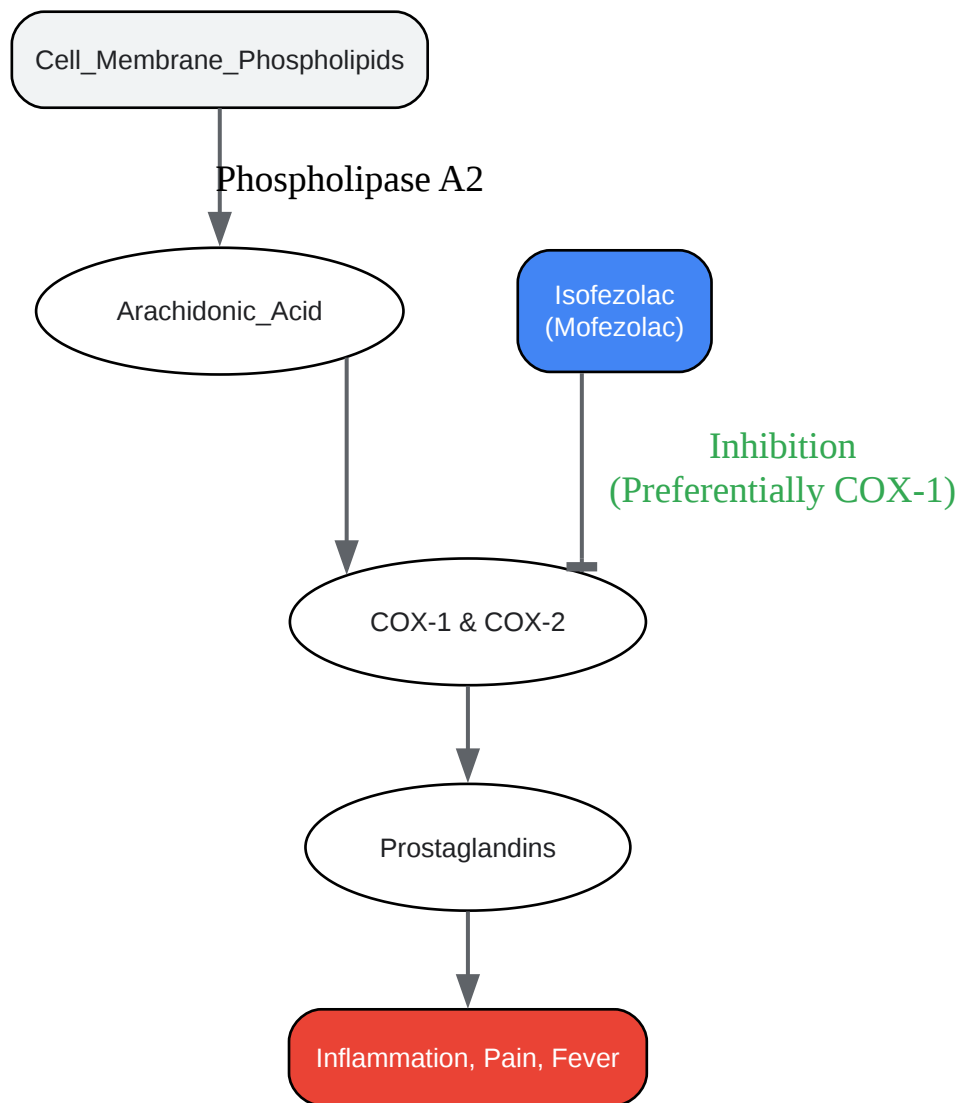 Cell_Membrane_Phospholipids
Phospholipase A2
Arachidonic_Acid
Isofezolac
(Mofezolac)
Inhibition
(Preferentially COX-1)
COX-1 & COX-2
Prostaglandins
Inflammation, Pain, Fever